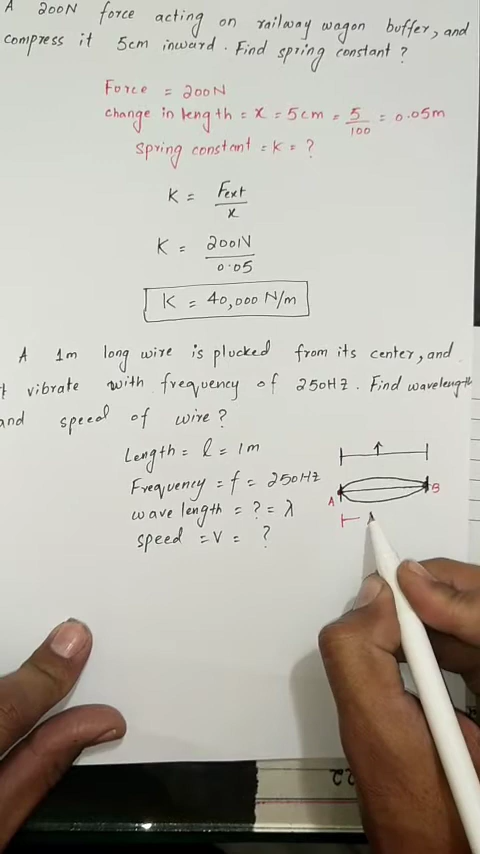 A 200N force acting on railway wagon buffer, and
compress it 5cm inward. Find spring constant?
Force = 200N
change in length = x = 5cm = 5/100 = 0.05m
spring constant = K = ?
K = Fext/x
K = 200N/0.05
K = 40,000 N/m
A 1m long wire is plucked from its center, and
vibrate with frequency of 250HZ. Find wavelength
and speed of wire?
Length = l = 1m
Frequency = f = 250HZ
wave length = ? = λ
speed = v = ?
A B